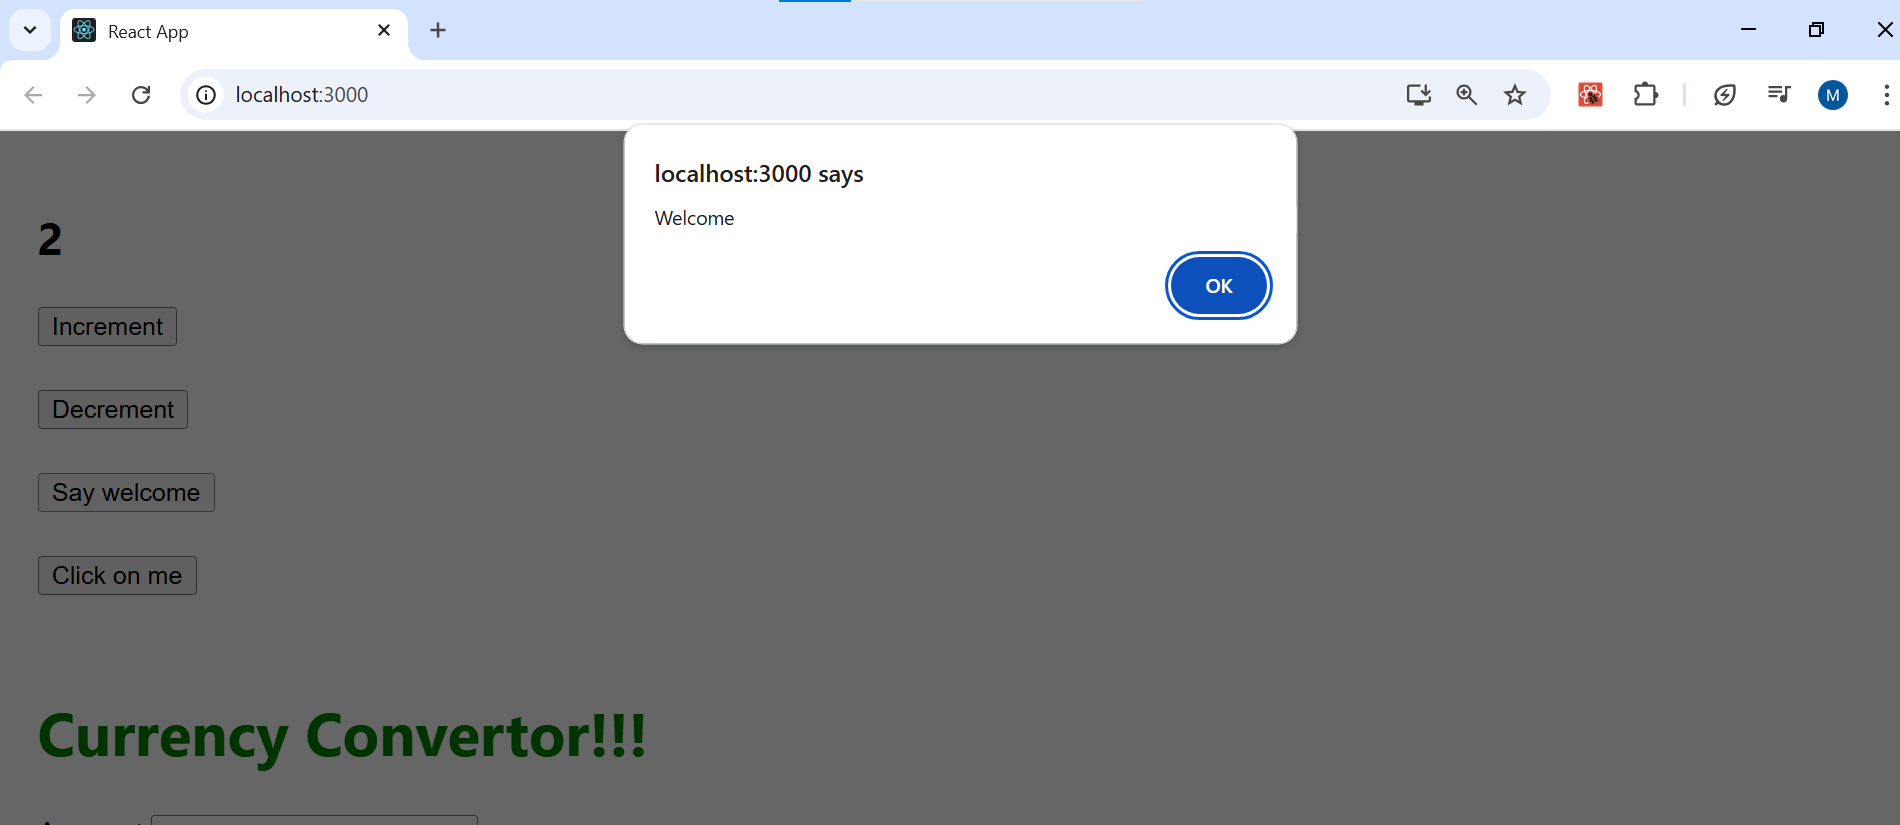 React App
localhost:3000
M
localhost:3000 says
Welcome
OK
2
Increment
Decrement
Say welcome
Click on me
Currency Convertor!!!